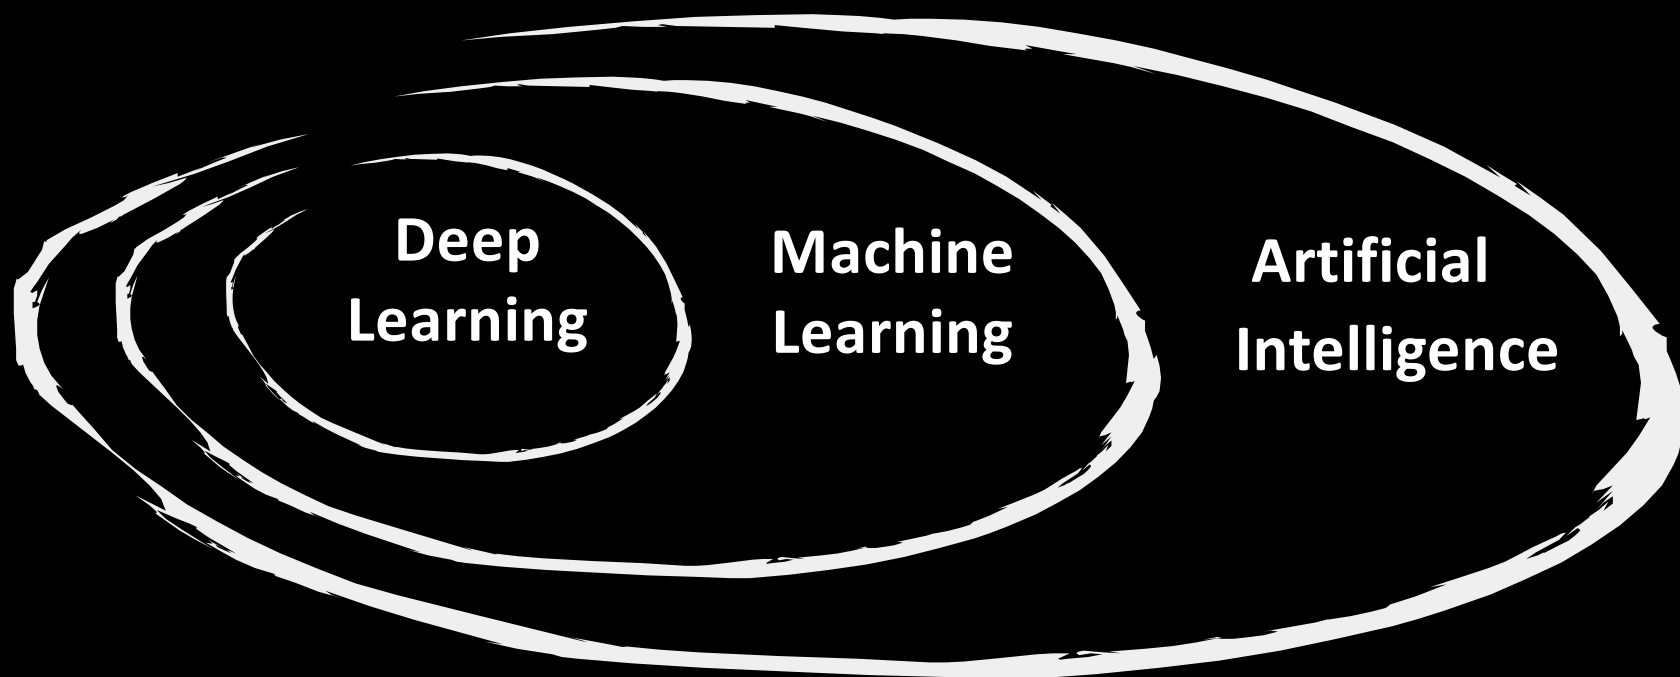 Deep
Learning
Machine
Learning
Artificial
Intelligence